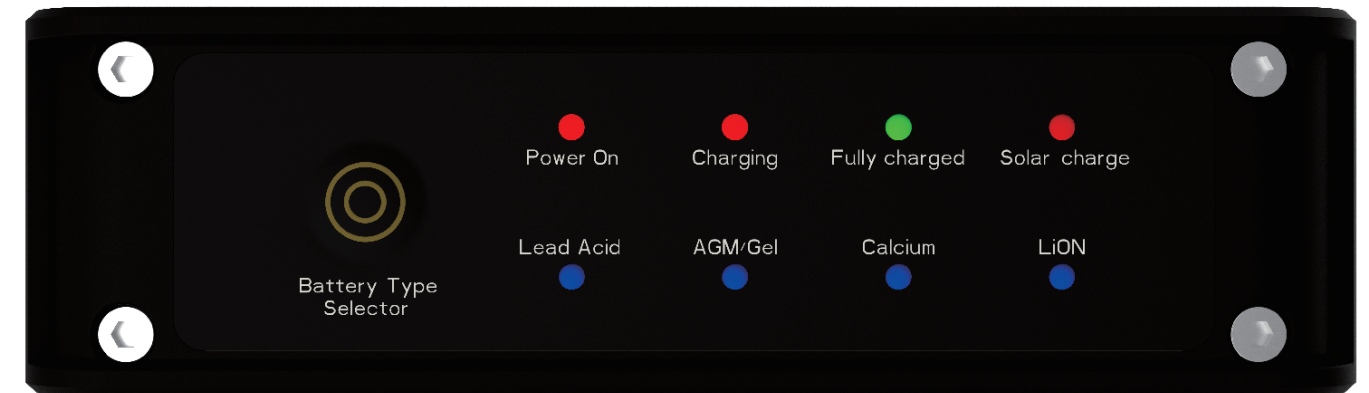 Power On
Charging
Fully charged
Solar charge
Lead Acid
AGM/Gel
Calcium
LiON
Battery Type
Selector